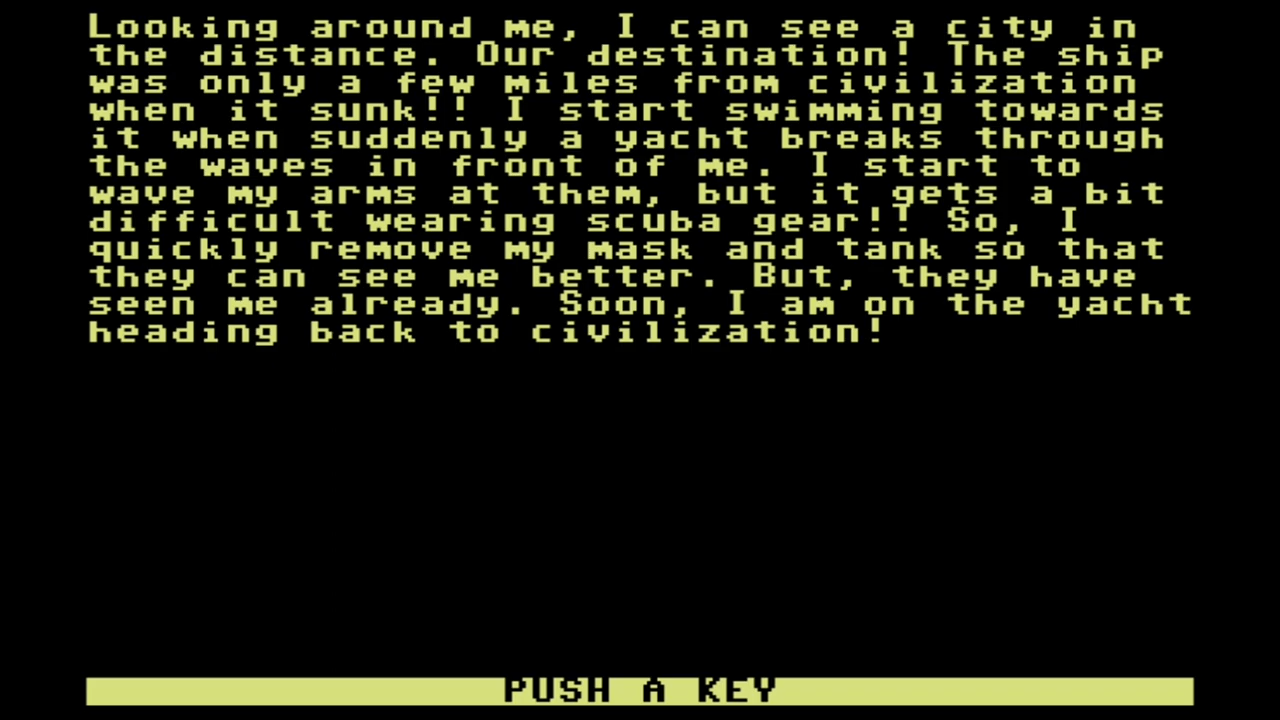 Looking around me, I can see a city in
the distance. Our destination! The ship
was only a few miles from civilization
when it sunk!! I start swimming towards
it when suddenly a yacht breaks through
the waves in front of me. I start to
wave my arms at them, but it gets a bit
difficult wearing scuba gear!! So, I
quickly remove my mask and tank so that
they can see me better. But, they have
seen me already. Soon, I am on the yacht
heading back to civilization!
PUSH A KEY